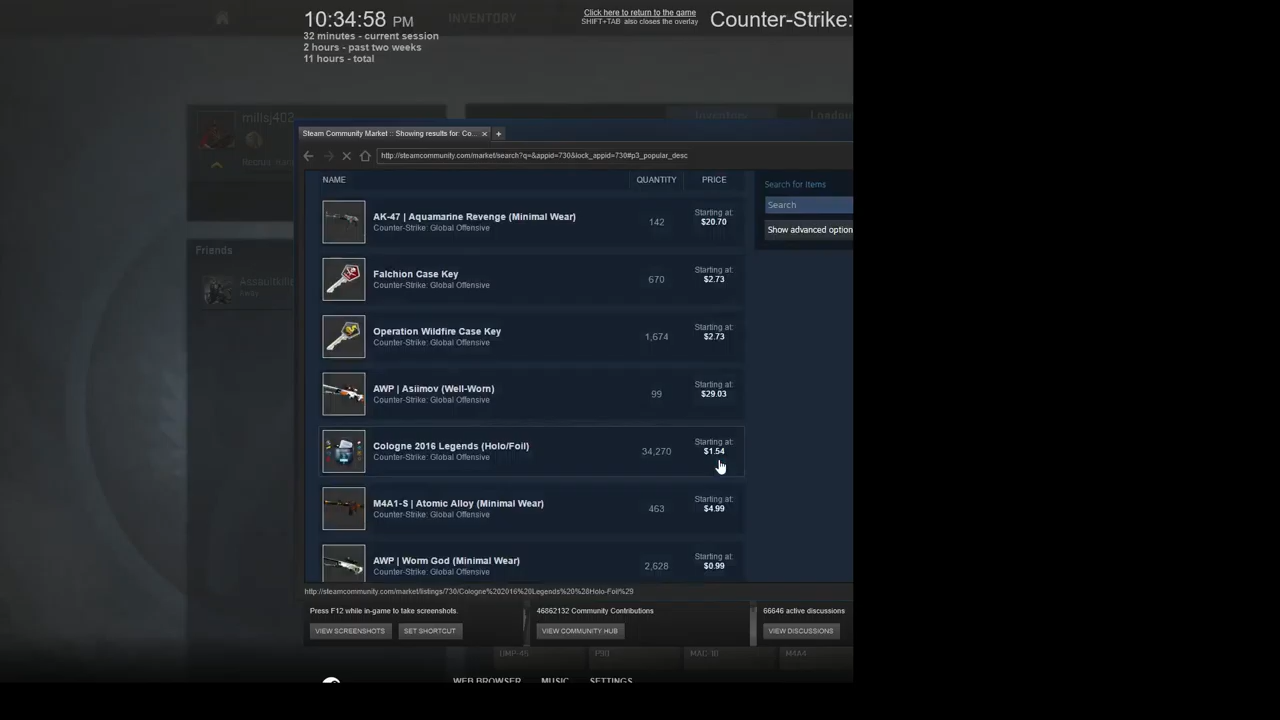 10:34:58 PM
32 minutes - current session
2 hours - past two weeks
11 hours - total
INVENTORY
Click here to return to the game
SHIFT+TAB also closes the overlay
Counter-Strike:
millsj402
Inventory
Loadou
Friends
Steam Community Market :: Showing results for: Co...
http://steamcommunity.com/market/search?q=&appid=730&lock_appid=730#p3_popular_desc
NAME QUANTITY PRICE
AK-47 | Aquamarine Revenge (Minimal Wear)
Counter-Strike: Global Offensive
142
Starting at:
$20.70
Falchion Case Key
Counter-Strike: Global Offensive
670
Starting at:
$2.73
Operation Wildfire Case Key
Counter-Strike: Global Offensive
1,674
Starting at:
$2.73
AWP | Asiimov (Well-Worn)
Counter-Strike: Global Offensive
99
Starting at:
$29.03
Cologne 2016 Legends (Holo/Foil)
Counter-Strike: Global Offensive
34,270
Starting at:
$1.54
M4A1-S | Atomic Alloy (Minimal Wear)
Counter-Strike: Global Offensive
463
Starting at:
$4.99
AWP | Worm God (Minimal Wear)
Counter-Strike: Global Offensive
2,628
Starting at:
$0.99
Search for Items
Search
Show advanced option
http://steamcommunity.com/market/listings/730/Cologne%202016%20Legends%20%28Holo-Foil%29
Press F12 while in-game to take screenshots.
VIEW SCREENSHOTS SET SHORTCUT
46862132 Community Contributions
VIEW COMMUNITY HUB
66646 active discussions
VIEW DISCUSSIONS
UMP-45 P90 MAC-10 M4A4
WEB BROWSER MUSIC SETTINGS